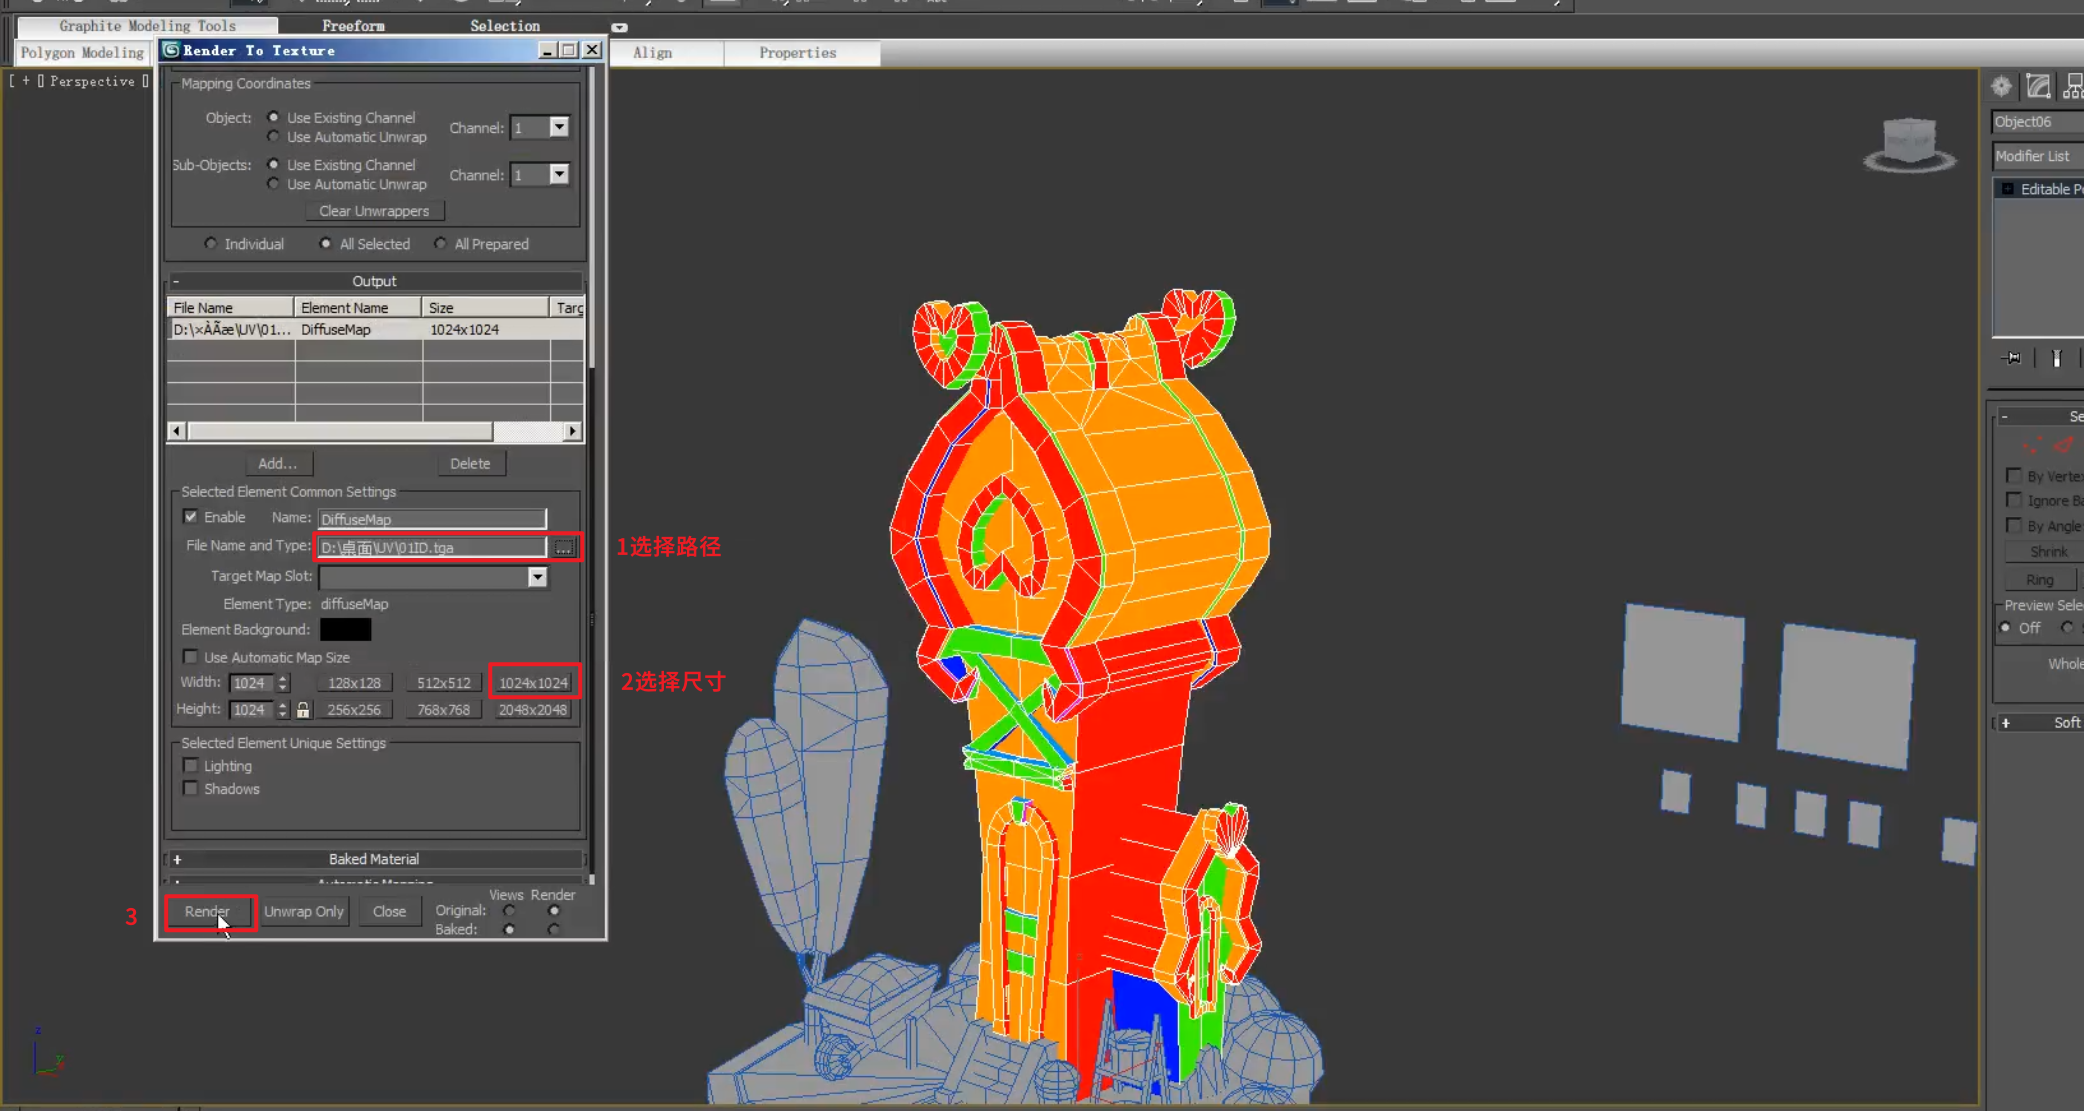 Graphite Modeling Tools
Freeform
Selection
Polygon Modeling
Align
Properties
[ + [] Perspective []
Render To Texture
Mapping Coordinates
Object:
Use Existing Channel
Use Automatic Unwrap
Channel: 1
Sub-Objects:
Use Existing Channel
Use Automatic Unwrap
Channel: 1
Clear Unwrappers
Individual
All Selected
All Prepared
Output
File Name
Element Name
Size
Targ
D:\×ÀÃæ\UV\01...
DiffuseMap
1024x1024
Add...
Delete
Selected Element Common Settings
Enable
Name: DiffuseMap
File Name and Type: D:\桌面\UV\01ID.tga
...
1选择路径
Target Map Slot:
Element Type: diffuseMap
Element Background:
Use Automatic Map Size
Width: 1024
128x128
512x512
1024x1024
2选择尺寸
Height: 1024
256x256
768x768
2048x2048
Selected Element Unique Settings
Lighting
Shadows
Baked Material
Automatic Mapping
3
Render
Unwrap Only
Close
Views Render
Original:
Baked:
Object06
Modifier List
Editable Po
Se
By Vertex
Ignore Ba
By Angle
Shrink
Ring
Preview Sele
Off
Whole
Soft
z
y